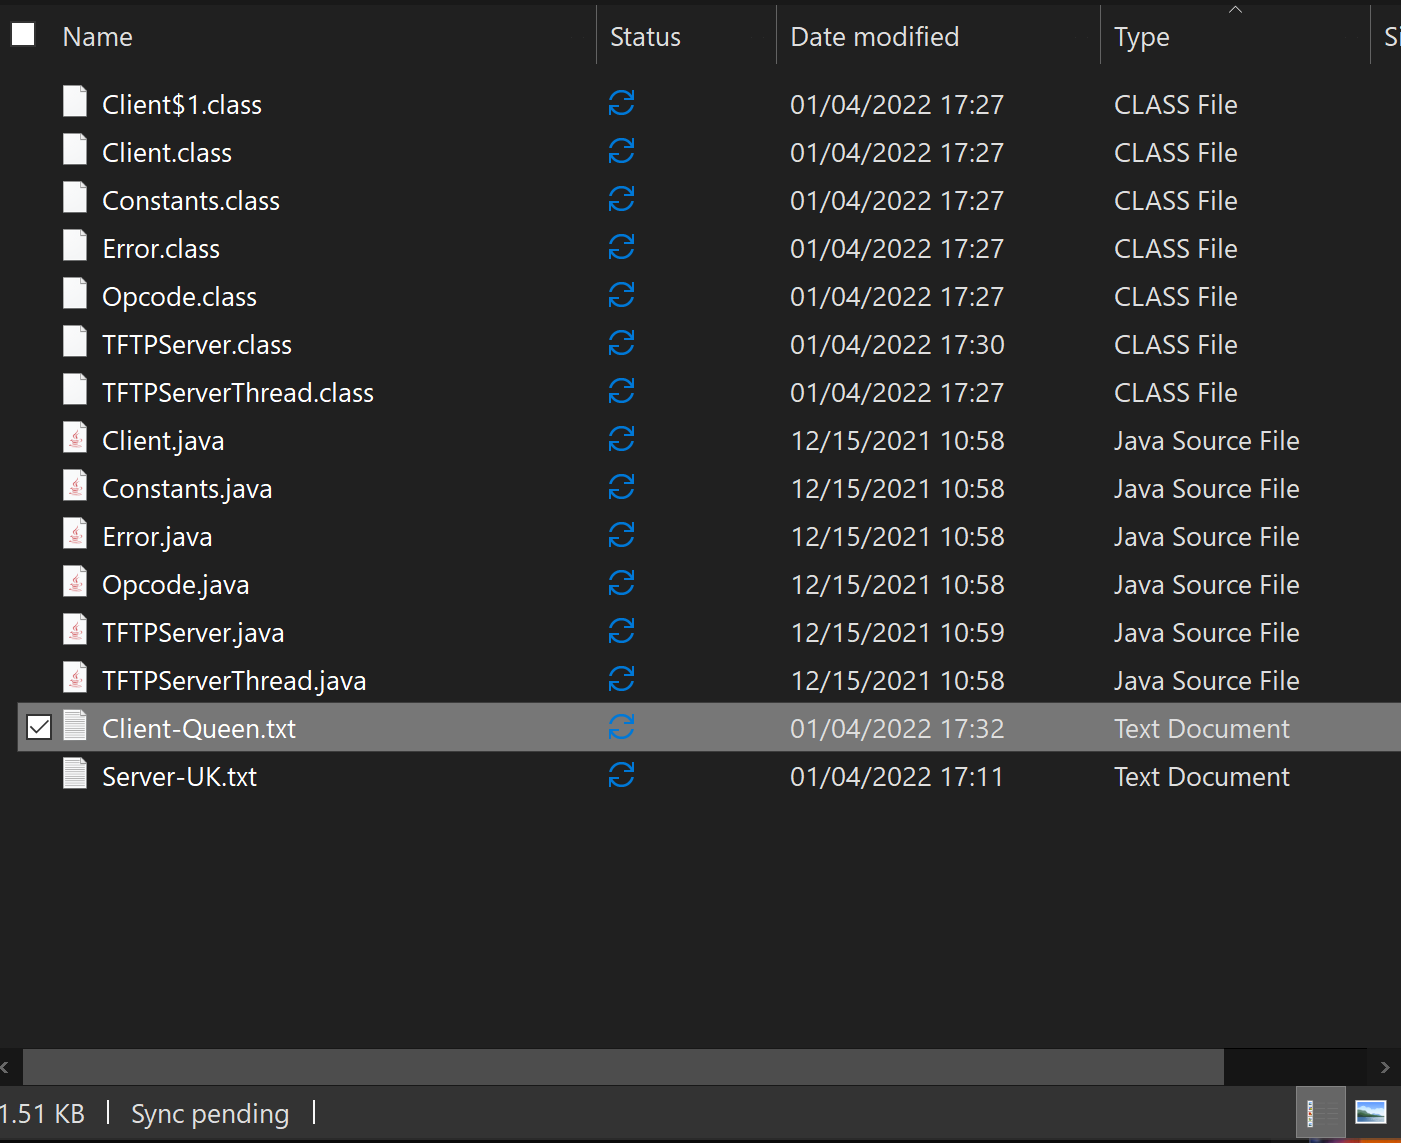 Name Status Date modified Type Si
Client$1.class 01/04/2022 17:27 CLASS File
Client.class 01/04/2022 17:27 CLASS File
Constants.class 01/04/2022 17:27 CLASS File
Error.class 01/04/2022 17:27 CLASS File
Opcode.class 01/04/2022 17:27 CLASS File
TFTPServer.class 01/04/2022 17:30 CLASS File
TFTPServerThread.class 01/04/2022 17:27 CLASS File
Client.java 12/15/2021 10:58 Java Source File
Constants.java 12/15/2021 10:58 Java Source File
Error.java 12/15/2021 10:58 Java Source File
Opcode.java 12/15/2021 10:58 Java Source File
TFTPServer.java 12/15/2021 10:59 Java Source File
TFTPServerThread.java 12/15/2021 10:58 Java Source File
Client-Queen.txt 01/04/2022 17:32 Text Document
Server-UK.txt 01/04/2022 17:11 Text Document
1.51 KB Sync pending